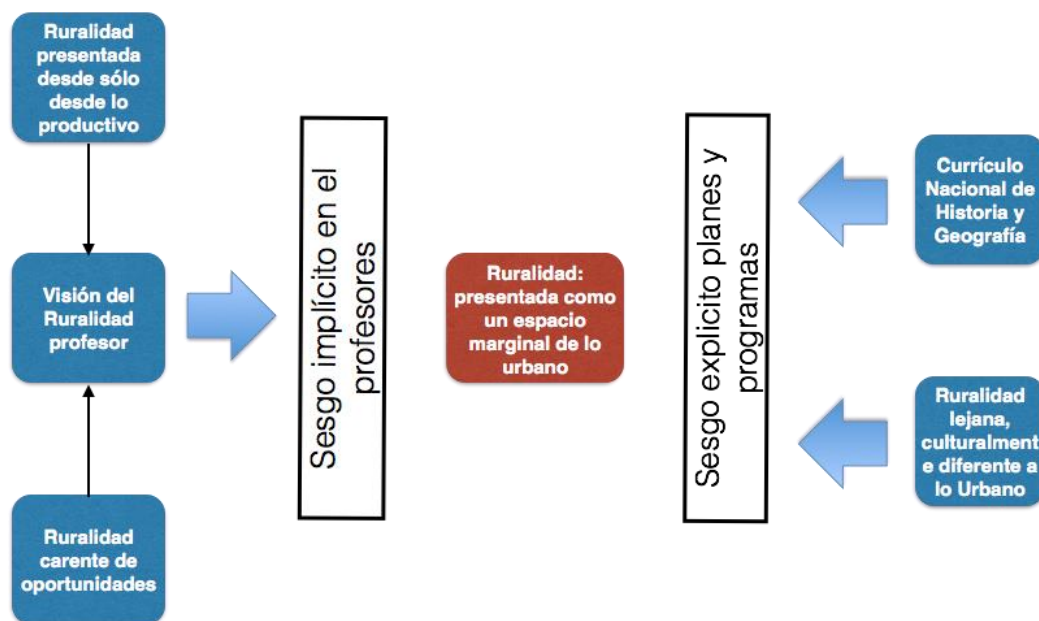 Ruralidad
presentada
desde sólo
desde lo
productivo
Visión del
Ruralidad
profesor
Ruralidad
carente de
oportunidades
Sesgo implícito en el
profesores
Ruralidad:
presentada como
un espacio
marginal de lo
urbano
Sesgo explicito planes y
programas
Currículo
Nacional de
Historia y
Geografía
Ruralidad
lejana,
culturalment
e diferente a
lo Urbano